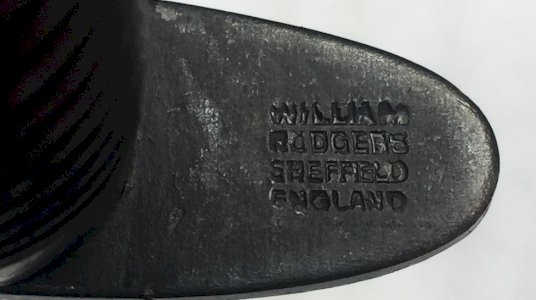 WILLIAM
RODGERS
SHEFFIELD
ENGLAND